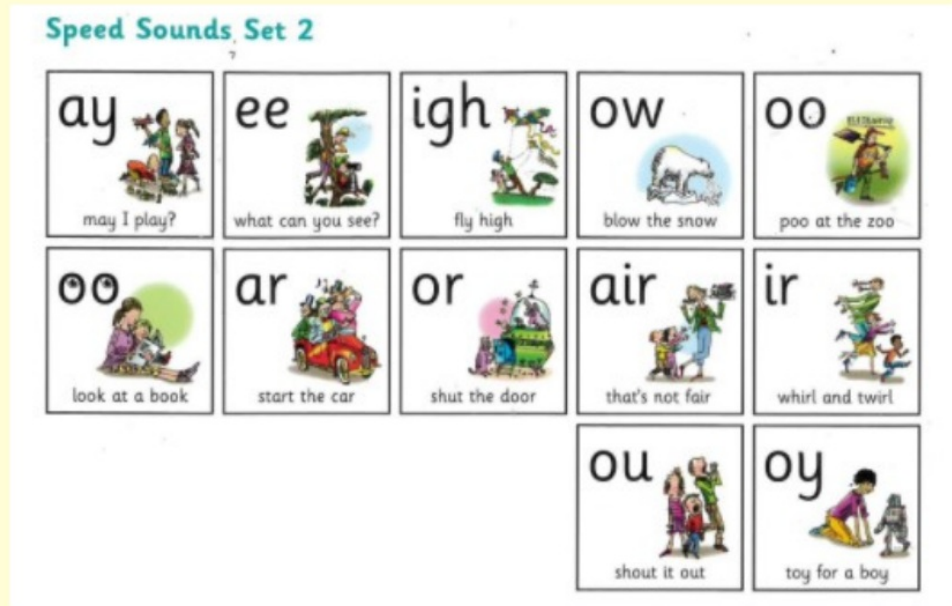 Speed Sounds Set 2
ay
may I play?
ee
what can you see?
igh
fly high
ow
blow the snow
oo
poo at the zoo
oo
look at a book
ar
start the car
or
shut the door
air
that's not fair
ir
whirl and twirl
ou
shout it out
oy
toy for a boy